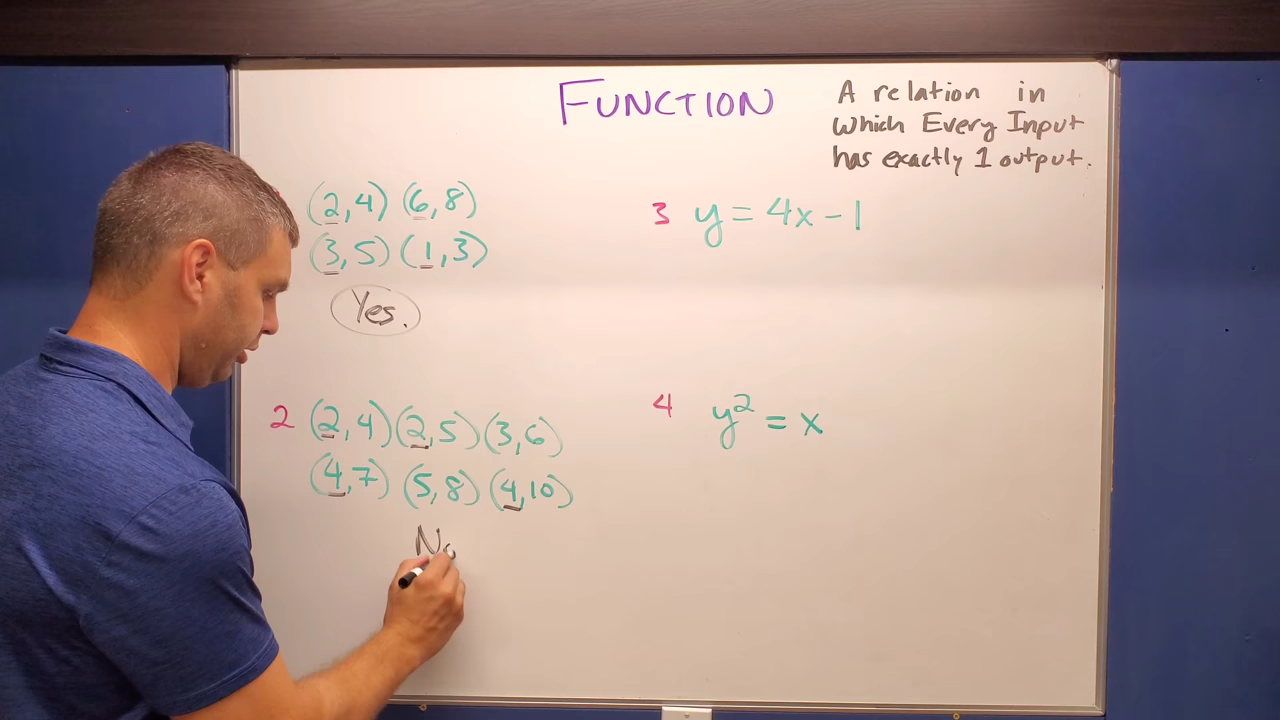 FUNCTION
A relation in
which Every Input
has exactly 1 output.
(2,4) (6,8)
(3,5) (1,3)
Yes.
2 (2,4) (2,5) (3,6)
(4,7) (5,8) (4,10)
No
3 y = 4x - 1
4 y² = x